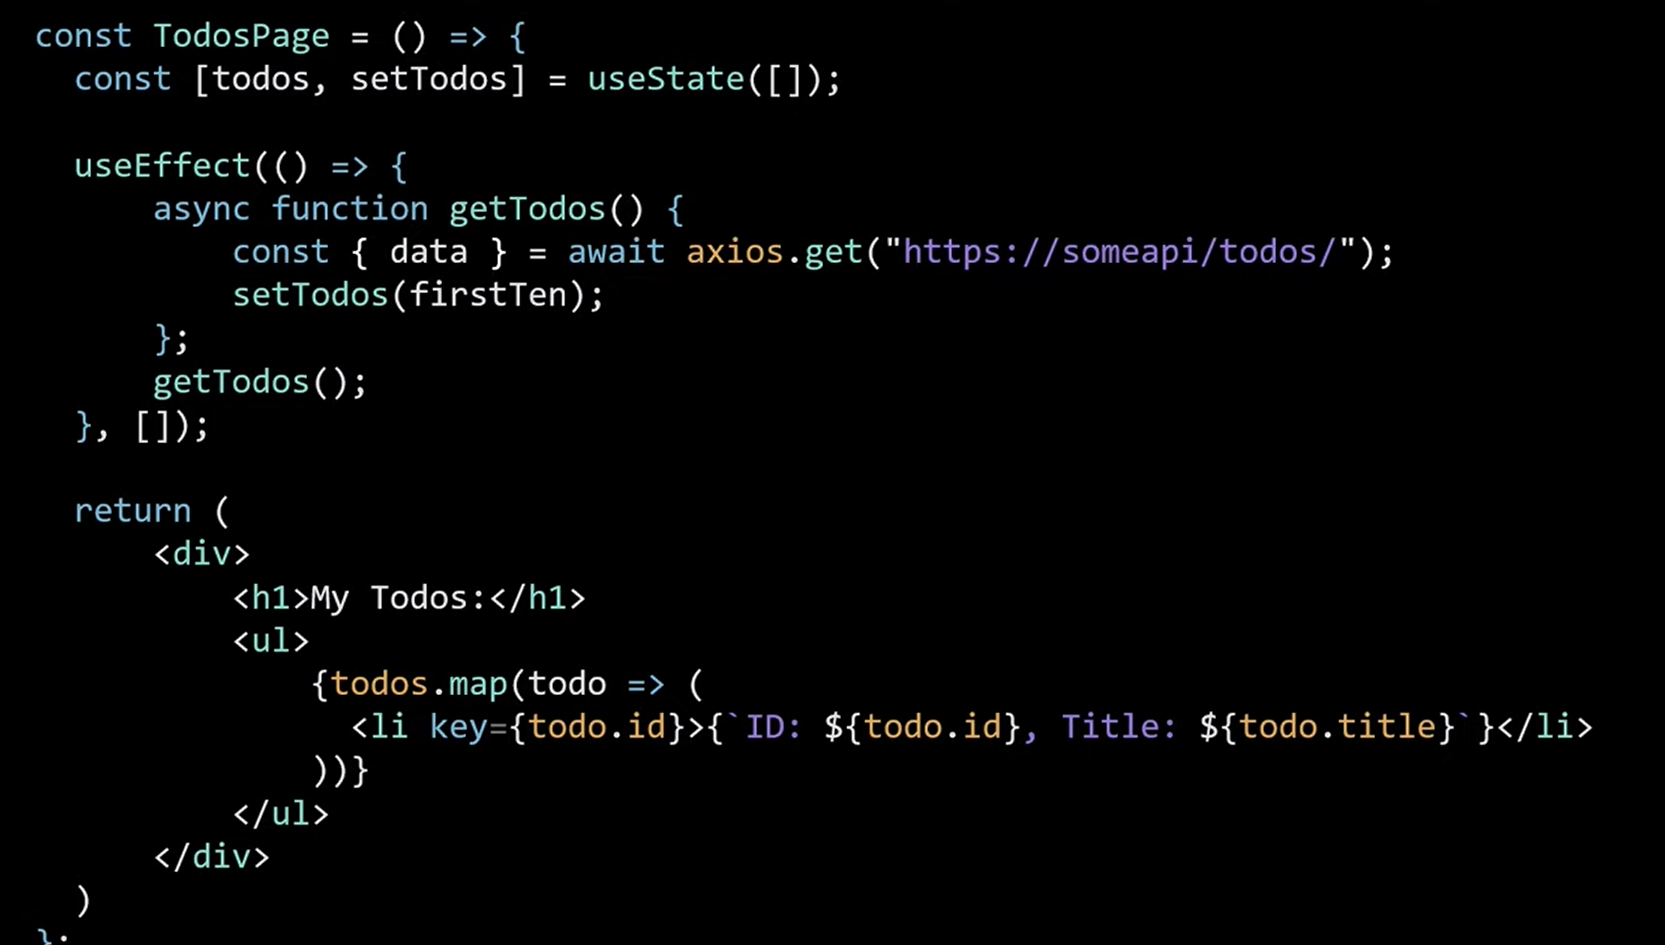 const TodosPage = () => {
  const [todos, setTodos] = useState([]);

  useEffect(() => {
      async function getTodos() {
          const { data } = await axios.get("https://someapi/todos/");
          setTodos(firstTen);
      };
      getTodos();
  }, []);

  return (
      <div>
          <h1>My Todos:</h1>
          <ul>
              {todos.map(todo => (
                <li key={todo.id}>{`ID: ${todo.id}, Title: ${todo.title}`}</li>
              ))}
          </ul>
      </div>
  )
};